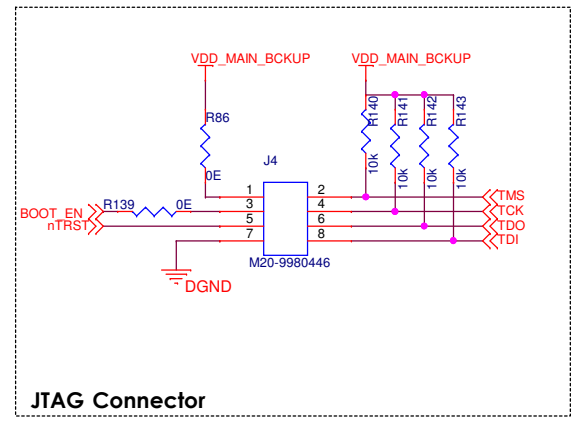 VDD_MAIN_BCKUP
VDD_MAIN_BCKUP
R86
0E
R140
10k
R141
10k
R142
10k
R143
10k
J4
1
2
3
4
5
6
7
8
BOOT_EN
R139
0E
nTRST
TMS
TCK
TDO
TDI
M20-9980446
DGND
JTAG Connector